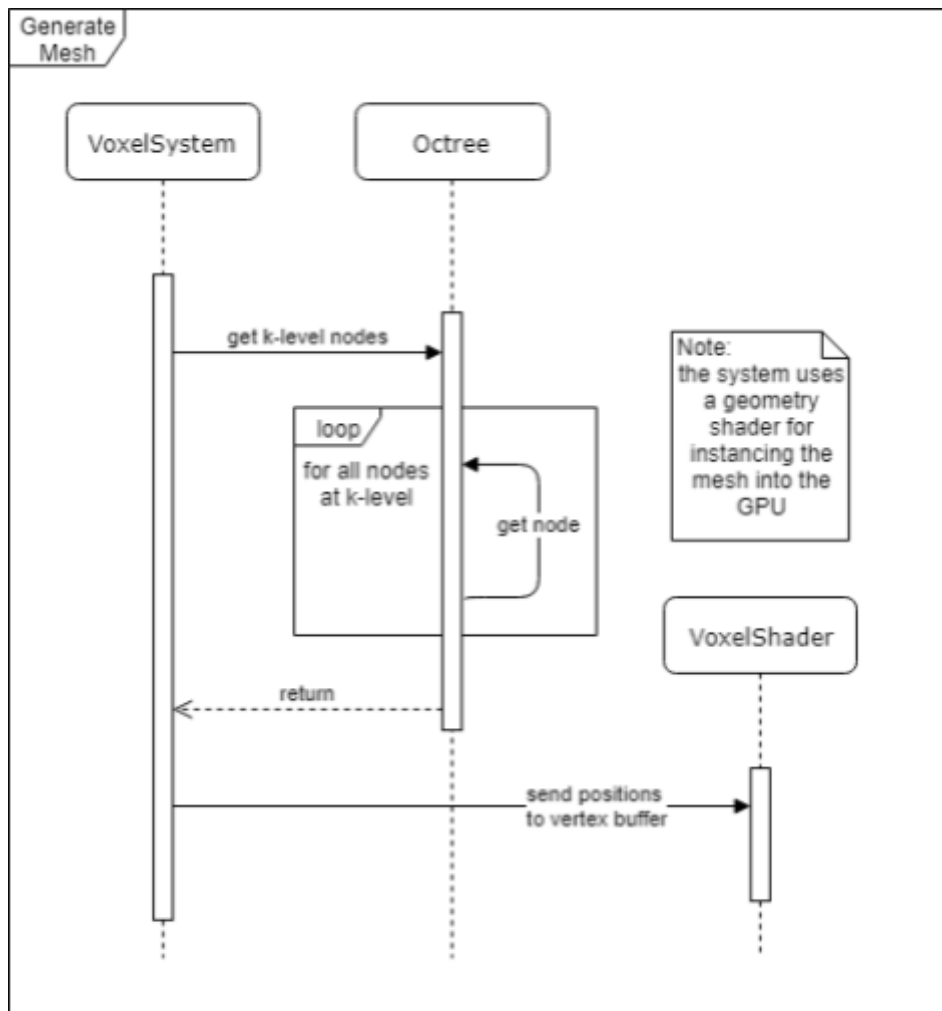 Generate
Mesh
VoxelSystem
Octree
get k-level nodes
Note:
the system uses
a geometry
shader for
instancing the
mesh into the
GPU
loop
for all nodes
at k-level
get node
VoxelShader
return
send positions
to vertex buffer